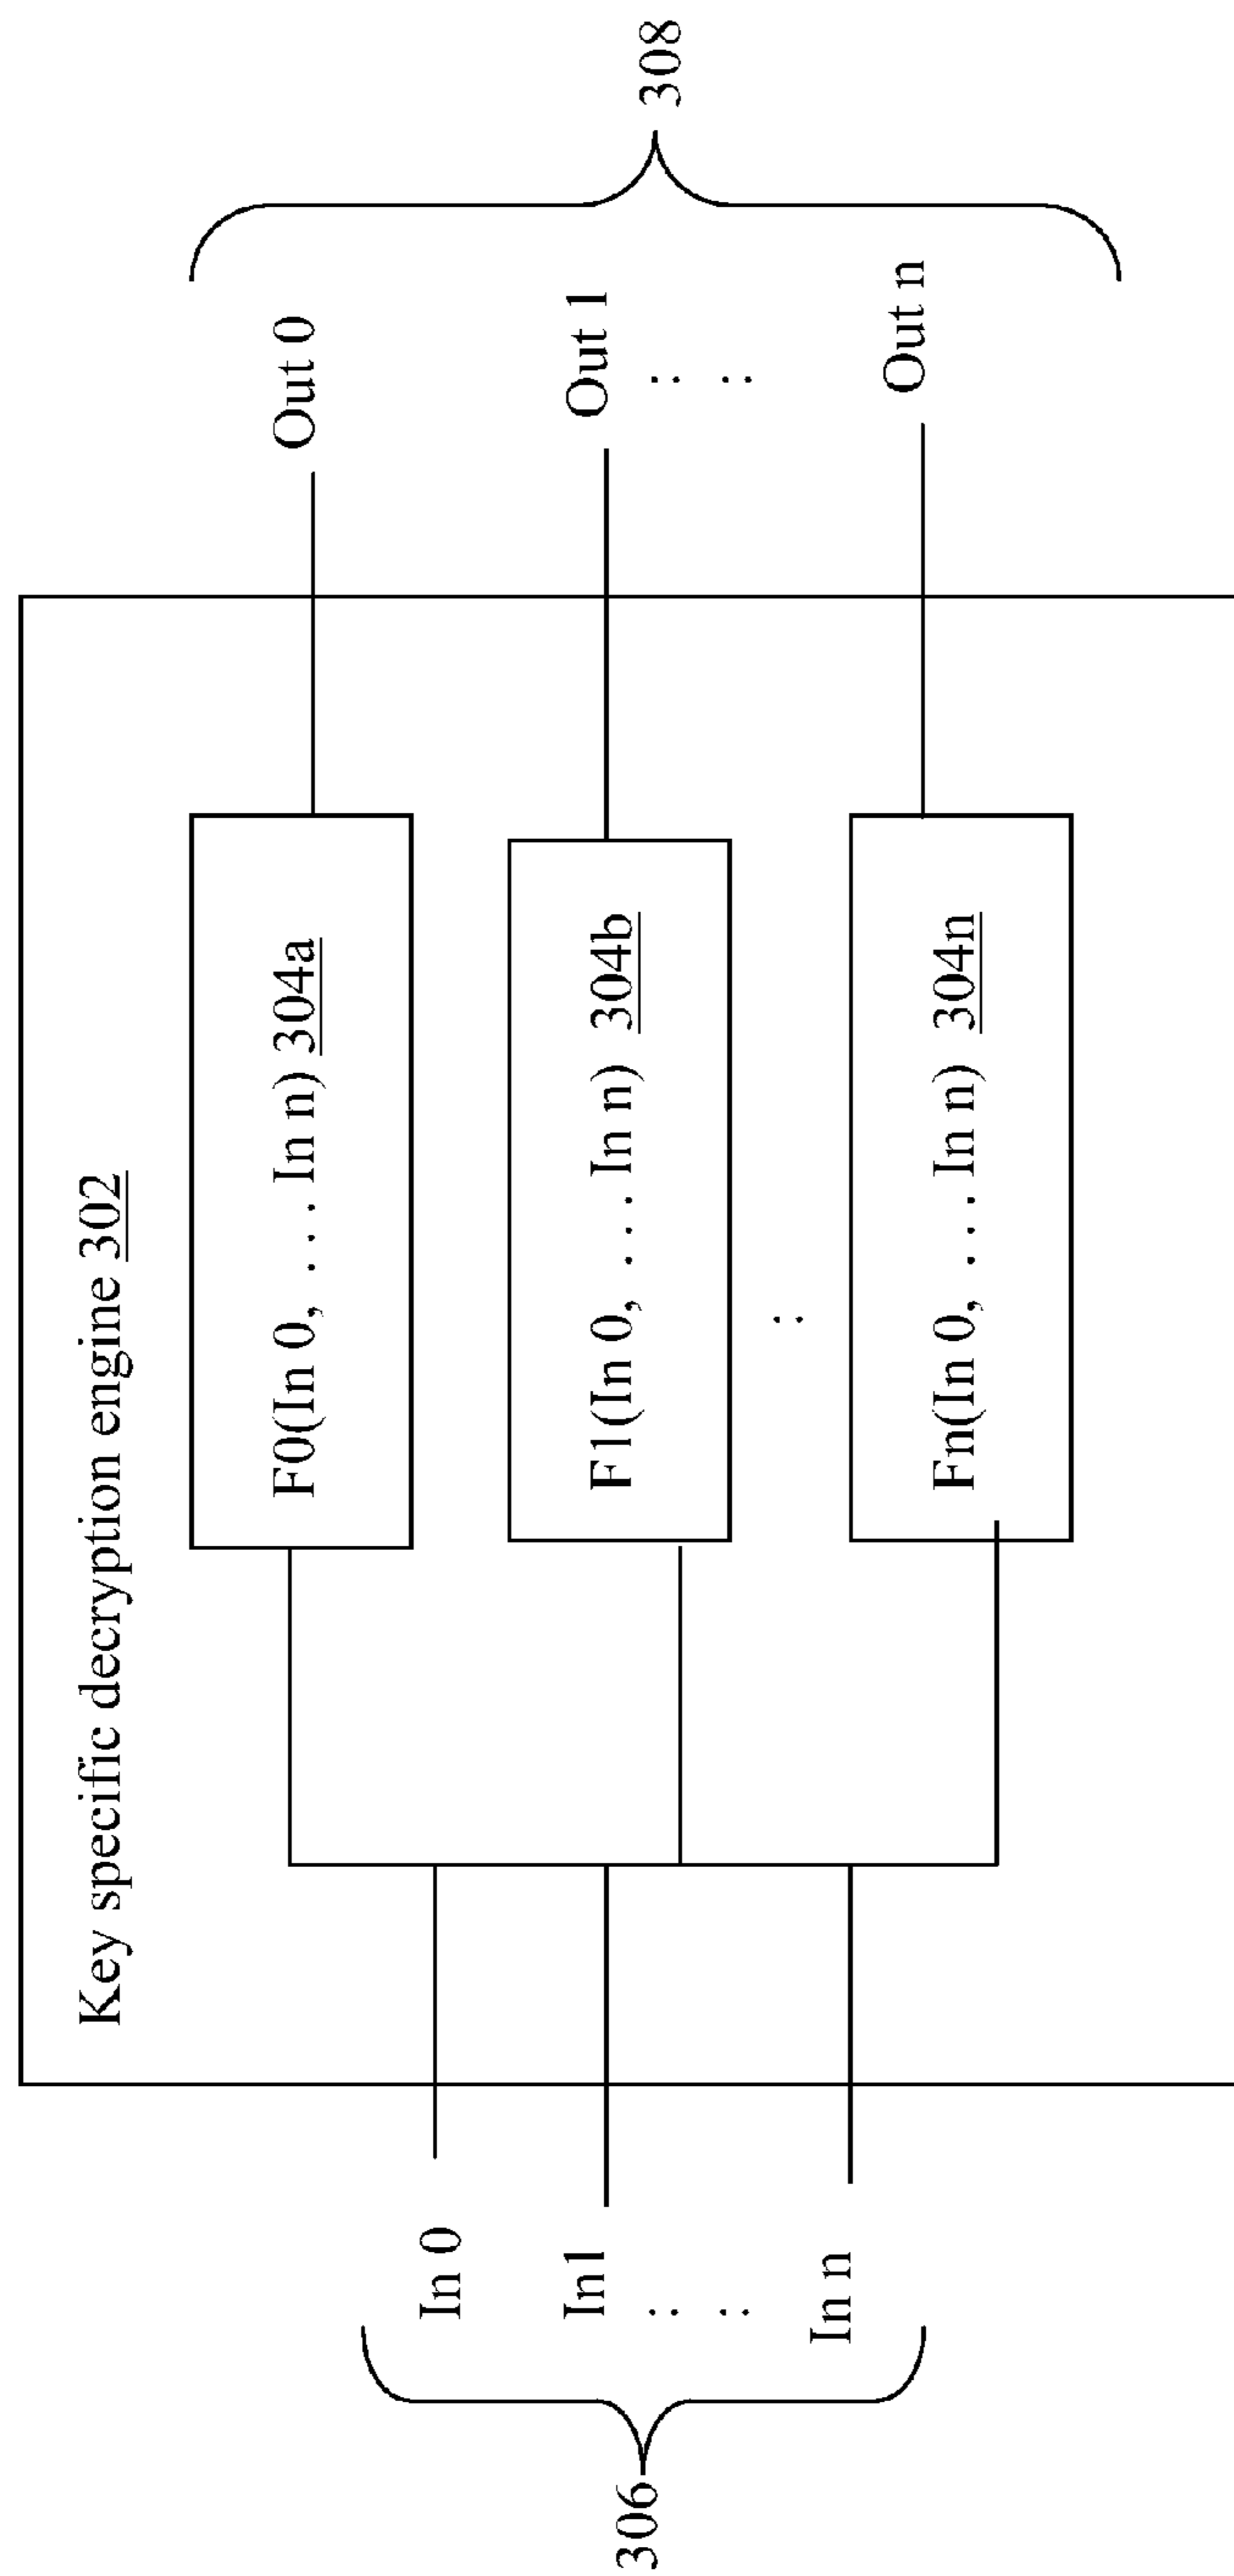 Key specific decryption engine 302
306
In 0
In1
: :
In n
F0(In 0, . . . In n) 304a
F1(In 0, . . . In n) 304b
:
Fn(In 0, . . . In n) 304n
Out 0
Out 1
: :
Out n
308